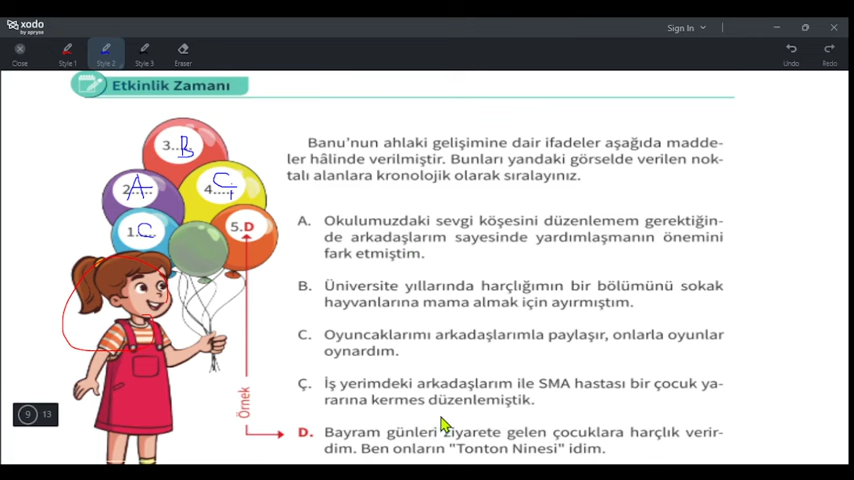 xodo
by apryse
Sign In
Close
Style 1
Style 2
Style 3
Eraser
Undo
Redo
Etkinlik Zamanı
3... B
2..... A
4..... Ç
1. C
5.D
Banu'nun ahlaki gelişimine dair ifadeler aşağıda madde-
ler hâlinde verilmiştir. Bunları yandaki görselde verilen nok-
talı alanlara kronolojik olarak sıralayınız.
A. Okulumuzdaki sevgi köşesini düzenlemem gerektiğin-
de arkadaşlarım sayesinde yardımlaşmanın önemini
fark etmiştim.
B. Üniversite yıllarında harçlığımın bir bölümünü sokak
hayvanlarına mama almak için ayırmıştım.
C. Oyuncaklarımı arkadaşlarımla paylaşır, onlarla oyunlar
oynardım.
Ç. İş yerimdeki arkadaşlarım ile SMA hastası bir çocuk ya-
rarına kermes düzenlemiştik.
Örnek
D. Bayram günleri ziyarete gelen çocuklara harçlık verir-
dim. Ben onların "Tonton Ninesi" idim.
9 13